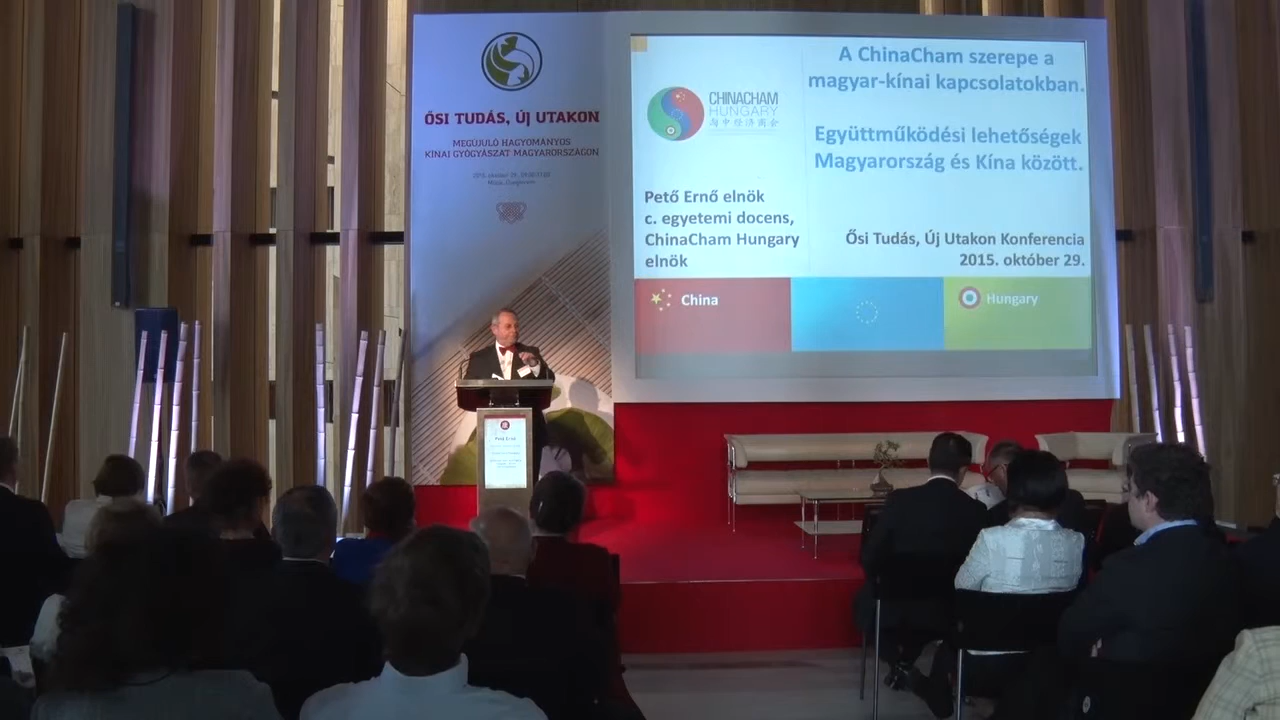 ŐSI TUDÁS, ÚJ UTAKON
MEGÚJULÓ HAGYOMÁNYOS
KÍNAI GYÓGYÁSZAT MAGYARORSZÁGON
CHINACHAM
HUNGARY
A ChinaCham szerepe a
magyar-kínai kapcsolatokban.
Együttműködési lehetőségek
Magyarország és Kína között.
Pető Ernő elnök
c. egyetemi docens,
ChinaCham Hungary
elnök
Ősi Tudás, Új Utakon Konferencia
2015. október 29.
China
Hungary
Pető Ernő